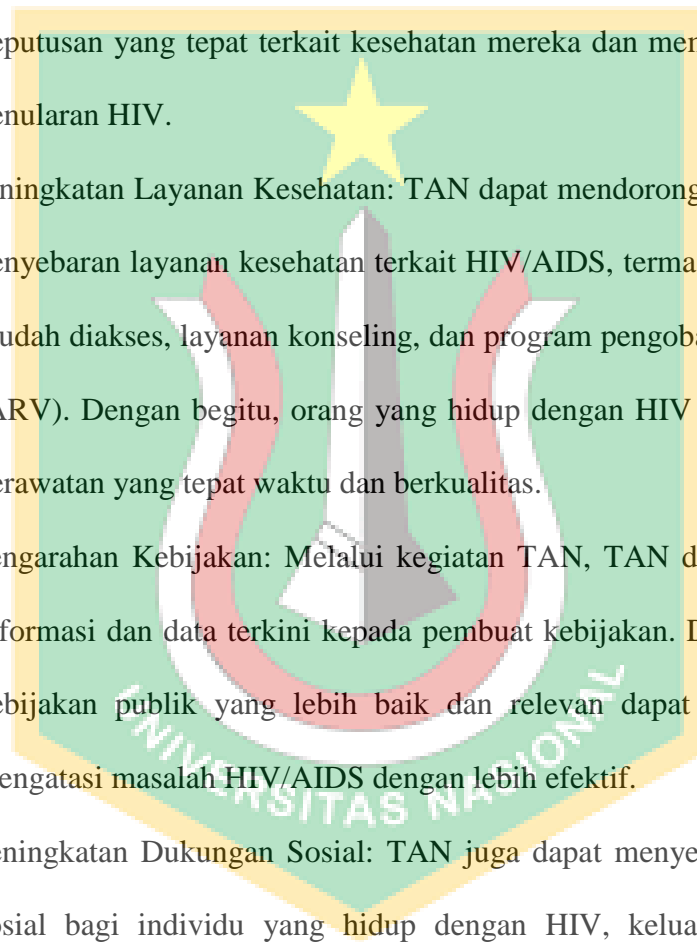 eputusan yang tepat terkait kesehatan mereka dan men
enularan HIV.
ningkatan Layanan Kesehatan: TAN dapat mendorong
enyebaran layanan kesehatan terkait HIV/AIDS, terma
udah diakses, layanan konseling, dan program pengoba
ARV). Dengan begitu, orang yang hidup dengan HIV
erawatan yang tepat waktu dan berkualitas.
engarahan Kebijakan: Melalui kegiatan TAN, TAN d
formasi dan data terkini kepada pembuat kebijakan. D
ebijakan publik yang lebih baik dan relevan dapat
engatasi masalah HIV/AIDS dengan lebih efektif.
eningkatan Dukungan Sosial: TAN juga dapat menye
osial bagi individu yang hidup dengan HIV, kelua
UNIVERSITAS NASIONAL